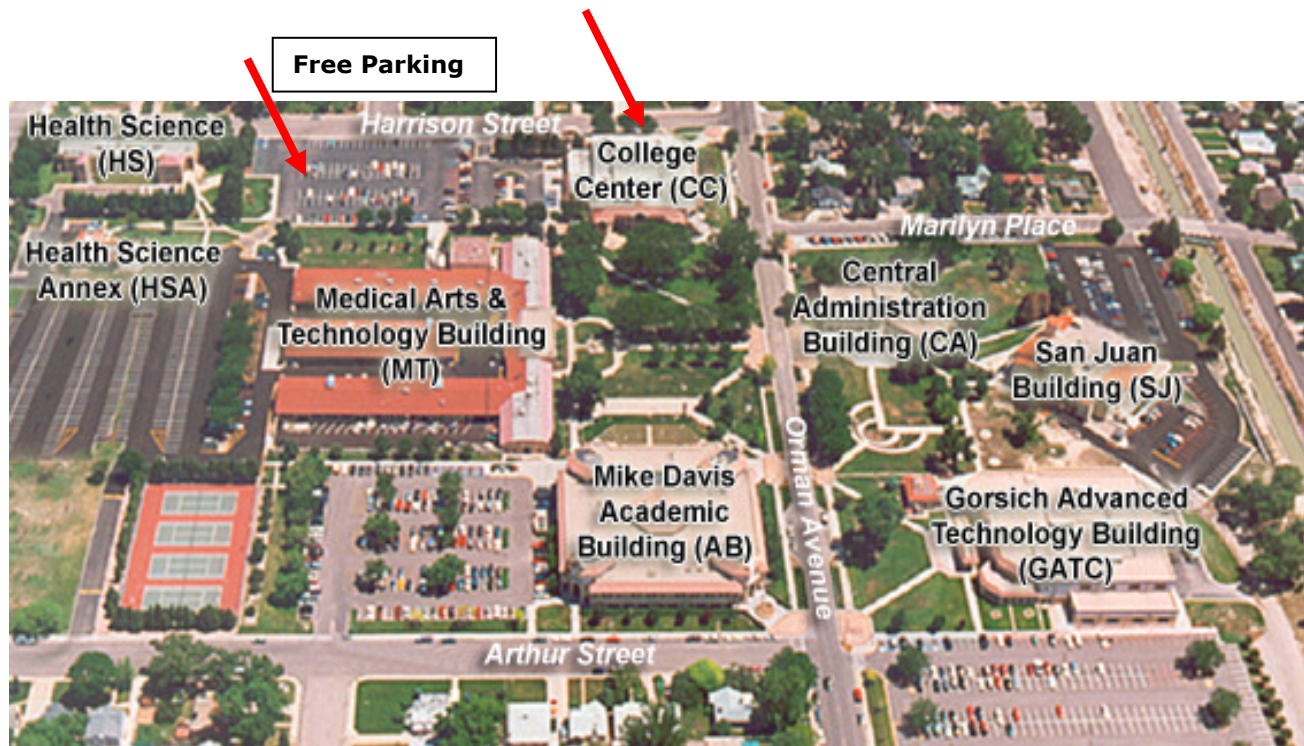 Free Parking
Harrison Street
Health Science
(HS)
College
Center (CC)
Marilyn Place
Health Science
Annex (HSA)
Medical Arts &
Technology Building
(MT)
Central
Administration
Building (CA)
San Juan
Building (SJ)
Orman Avenue
Mike Davis
Academic
Building (AB)
Gorsich Advanced
Technology Building
(GATC)
Arthur Street